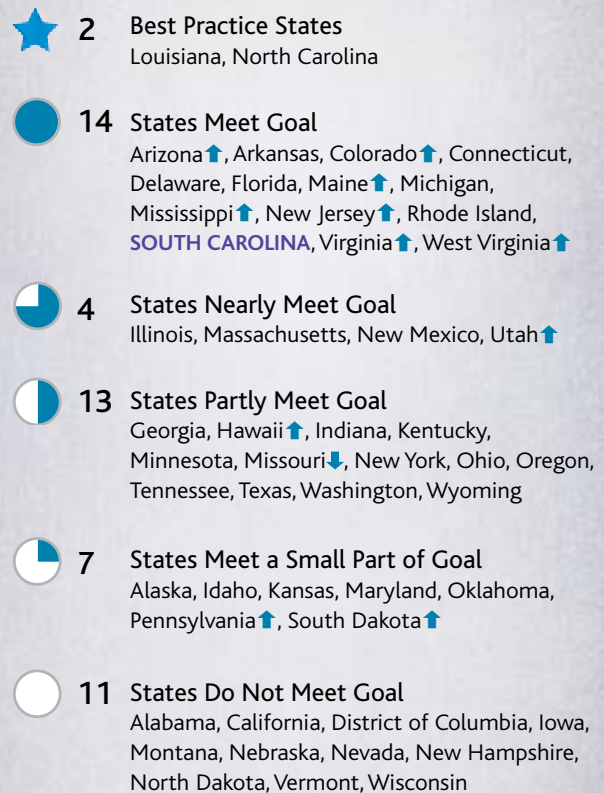 2 Best Practice States
Louisiana, North Carolina
14 States Meet Goal
Arizona⬆, Arkansas, Colorado⬆, Connecticut,
Delaware, Florida, Maine⬆, Michigan,
Mississippi⬆, New Jersey⬆, Rhode Island,
SOUTH CAROLINA, Virginia⬆, West Virginia⬆
4 States Nearly Meet Goal
Illinois, Massachusetts, New Mexico, Utah⬆
13 States Partly Meet Goal
Georgia, Hawaii⬆, Indiana, Kentucky,
Minnesota, Missouri⬇, New York, Ohio, Oregon,
Tennessee, Texas, Washington, Wyoming
7 States Meet a Small Part of Goal
Alaska, Idaho, Kansas, Maryland, Oklahoma,
Pennsylvania⬆, South Dakota⬆
11 States Do Not Meet Goal
Alabama, California, District of Columbia, Iowa,
Montana, Nebraska, Nevada, New Hampshire,
North Dakota, Vermont, Wisconsin